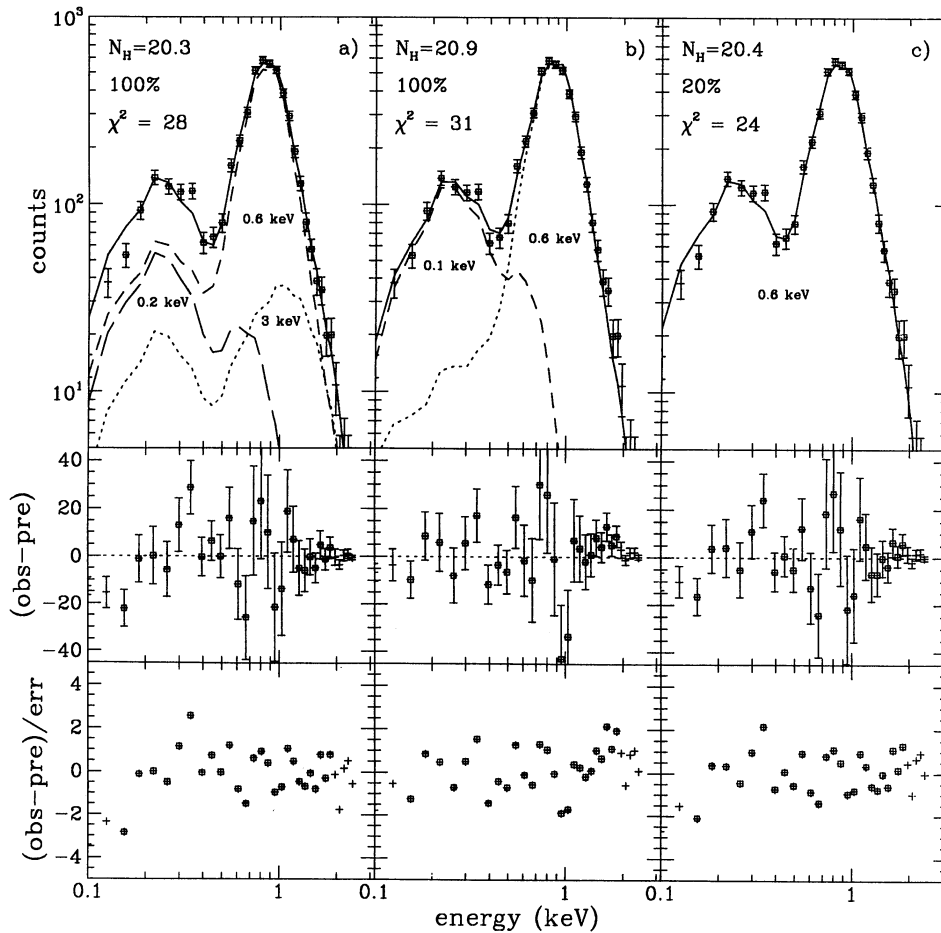 10³
10²
10¹
counts
N_H=20.3
a)
100%
χ² = 28
0.6 keV
0.2 keV
3 keV
N_H=20.9
b)
100%
χ² = 31
0.1 keV
0.6 keV
N_H=20.4
c)
20%
χ² = 24
0.6 keV
(obs-pre)
40
20
0
-20
-40
(obs-pre)/err
4
2
0
-2
-4
0.1
1
0.1
1
0.1
1
energy (keV)